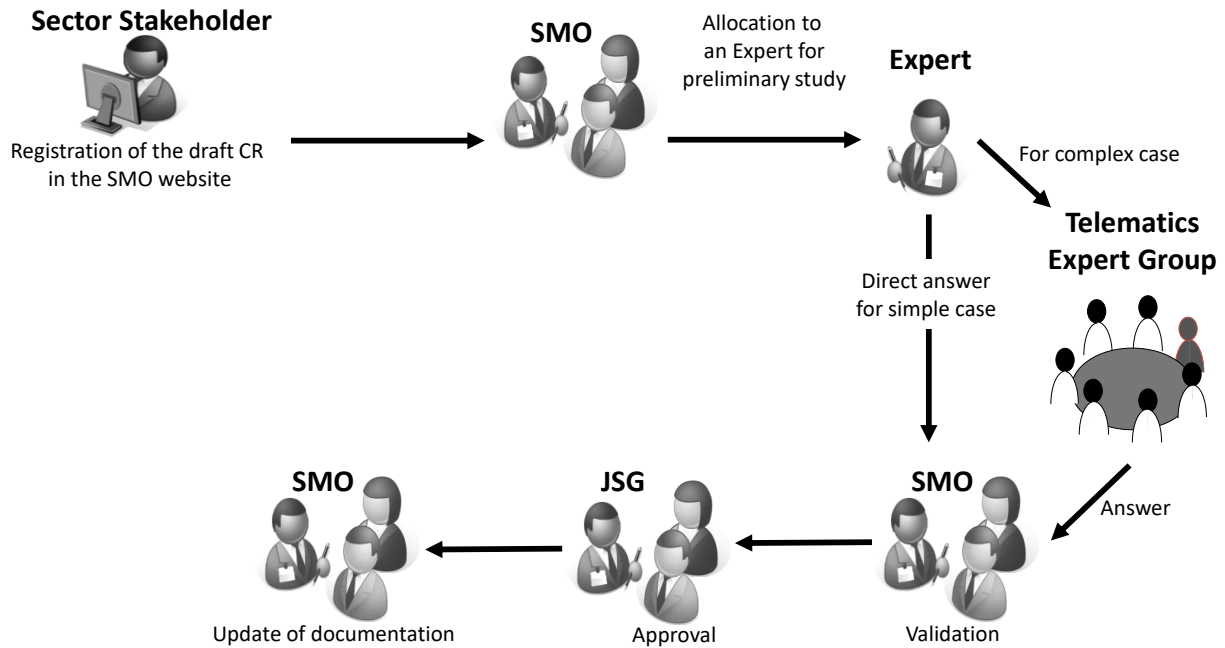 Sector Stakeholder
Registration of the draft CR
in the SMO website
SMO
Allocation to
an Expert for
preliminary study
Expert
For complex case
Telematics
Expert Group
Direct answer
for simple case
Answer
SMO
Validation
JSG
Approval
SMO
Update of documentation